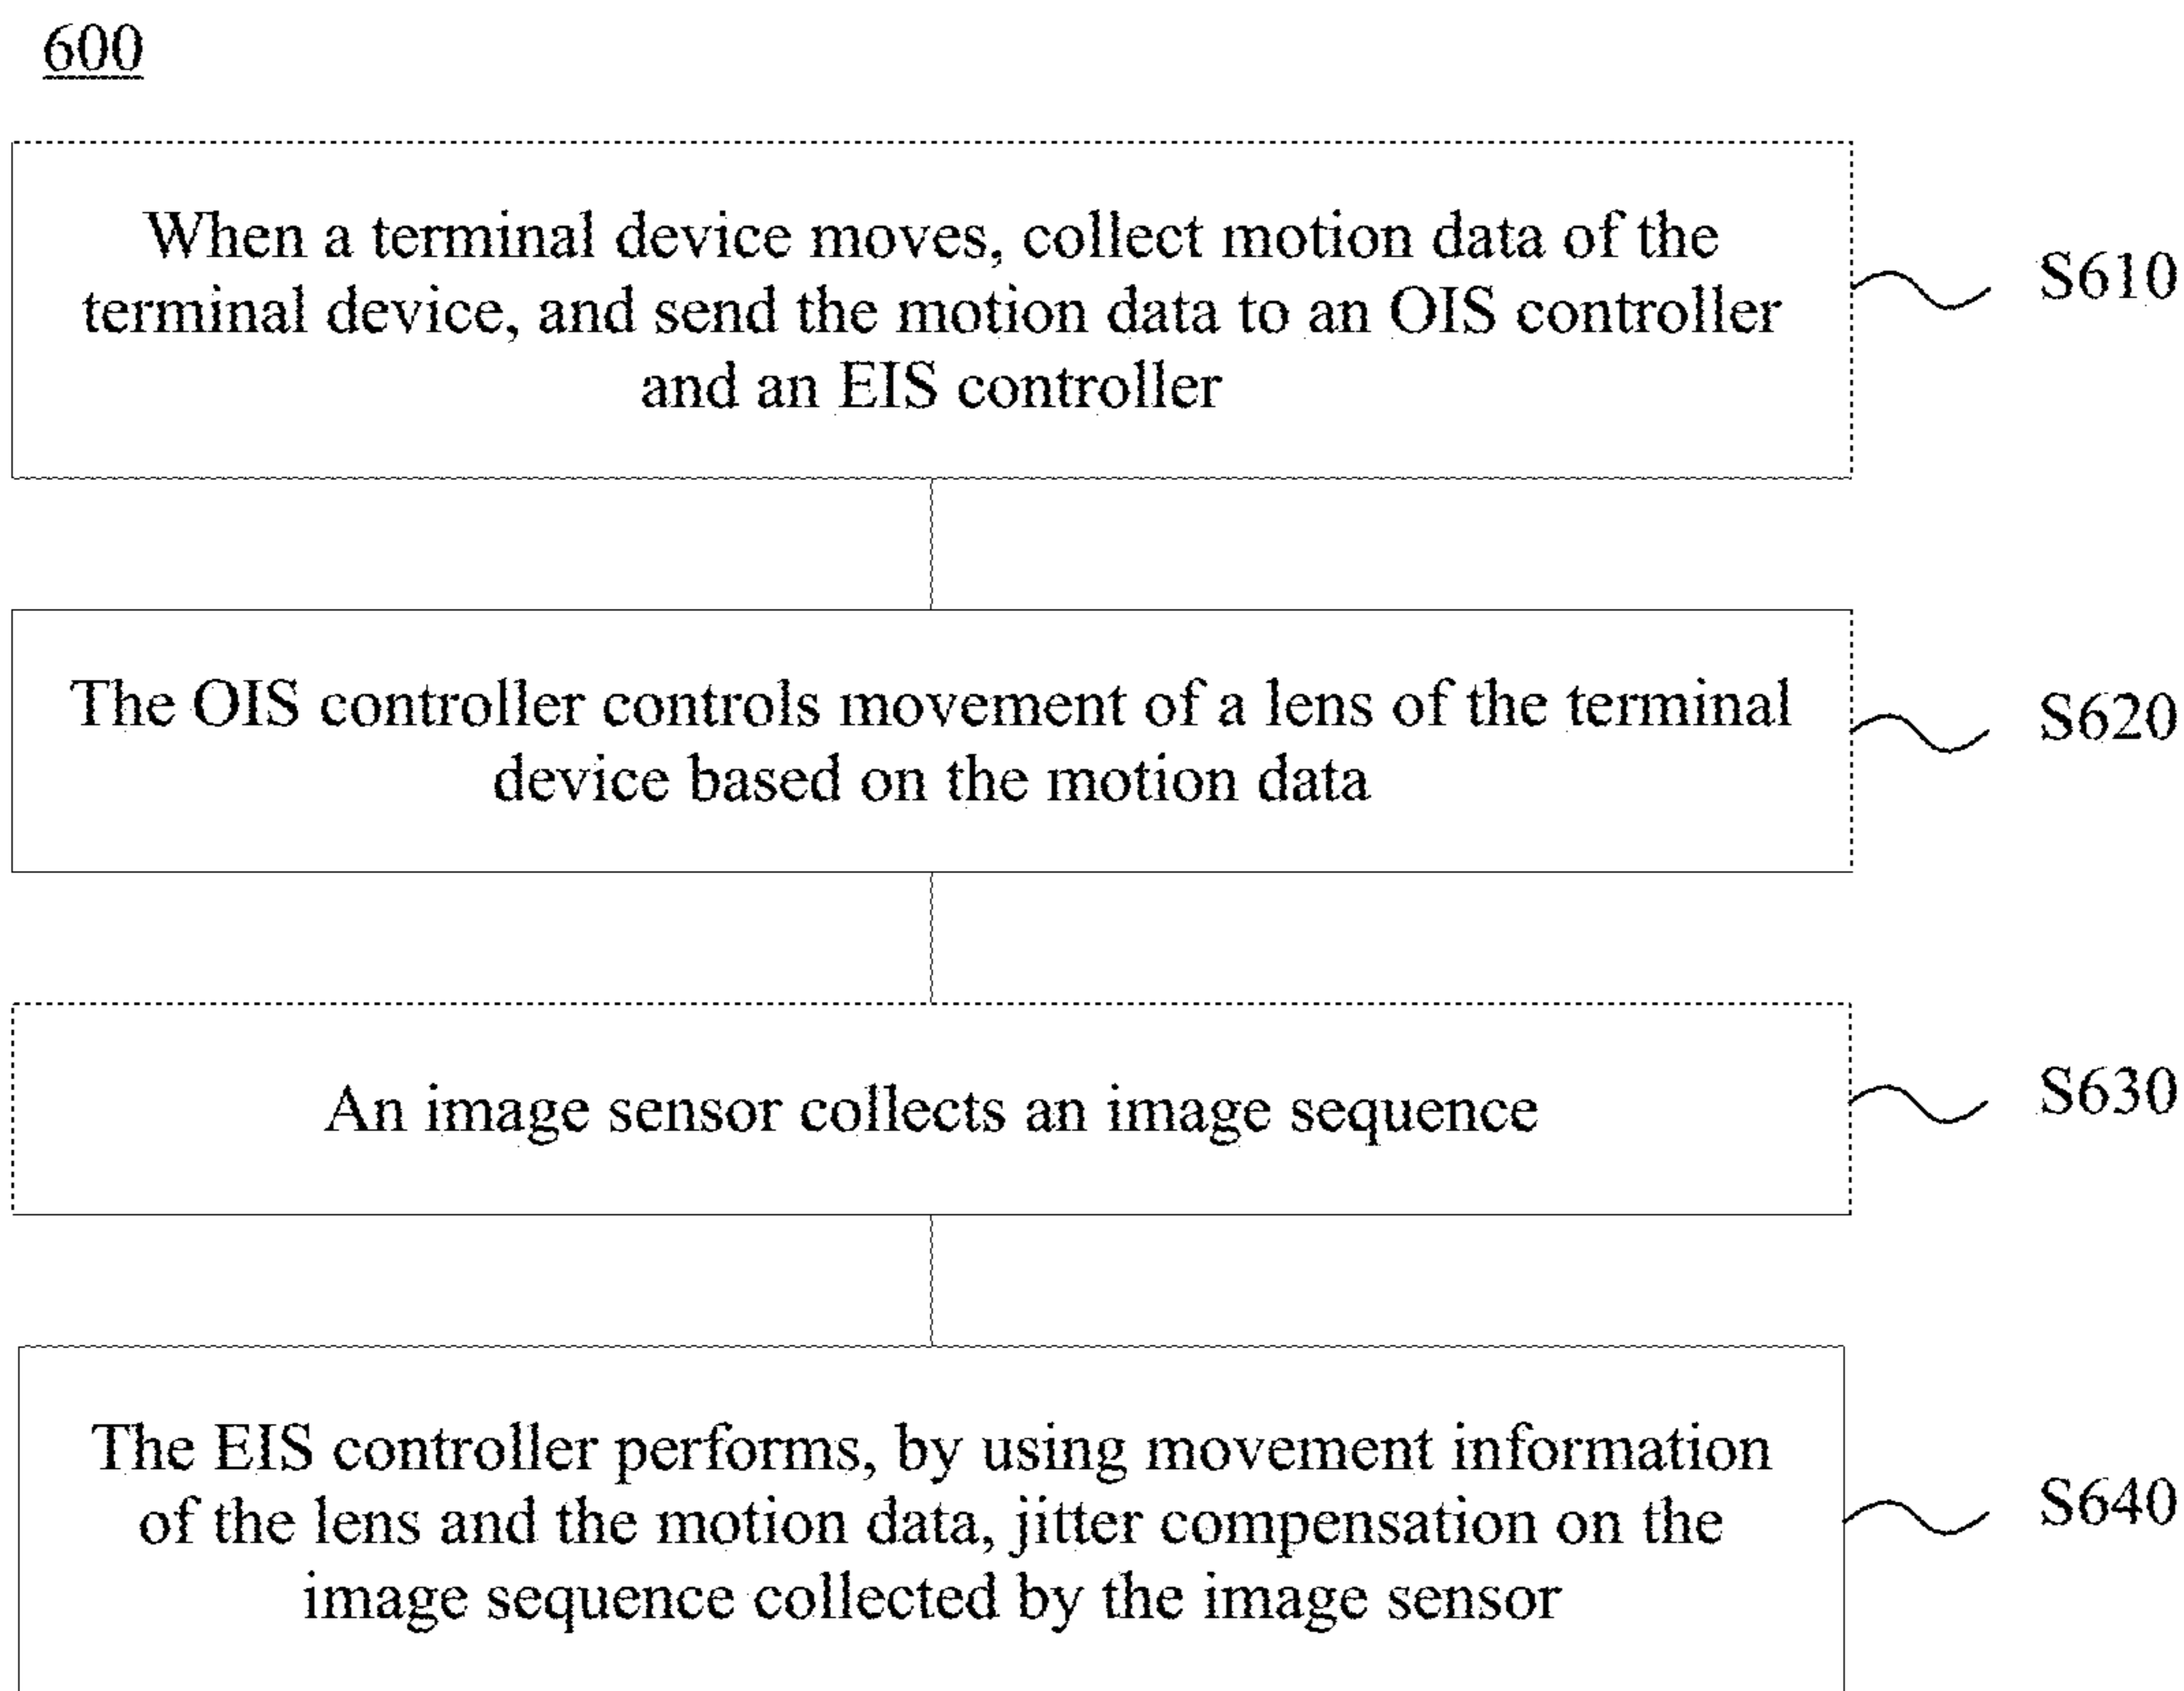 600
When a terminal device moves, collect motion data of the
terminal device, and send the motion data to an OIS controller
and an EIS controller
S610
The OIS controller controls movement of a lens of the terminal
device based on the motion data
S620
An image sensor collects an image sequence
S630
The EIS controller performs, by using movement information
of the lens and the motion data, jitter compensation on the
image sequence collected by the image sensor
S640